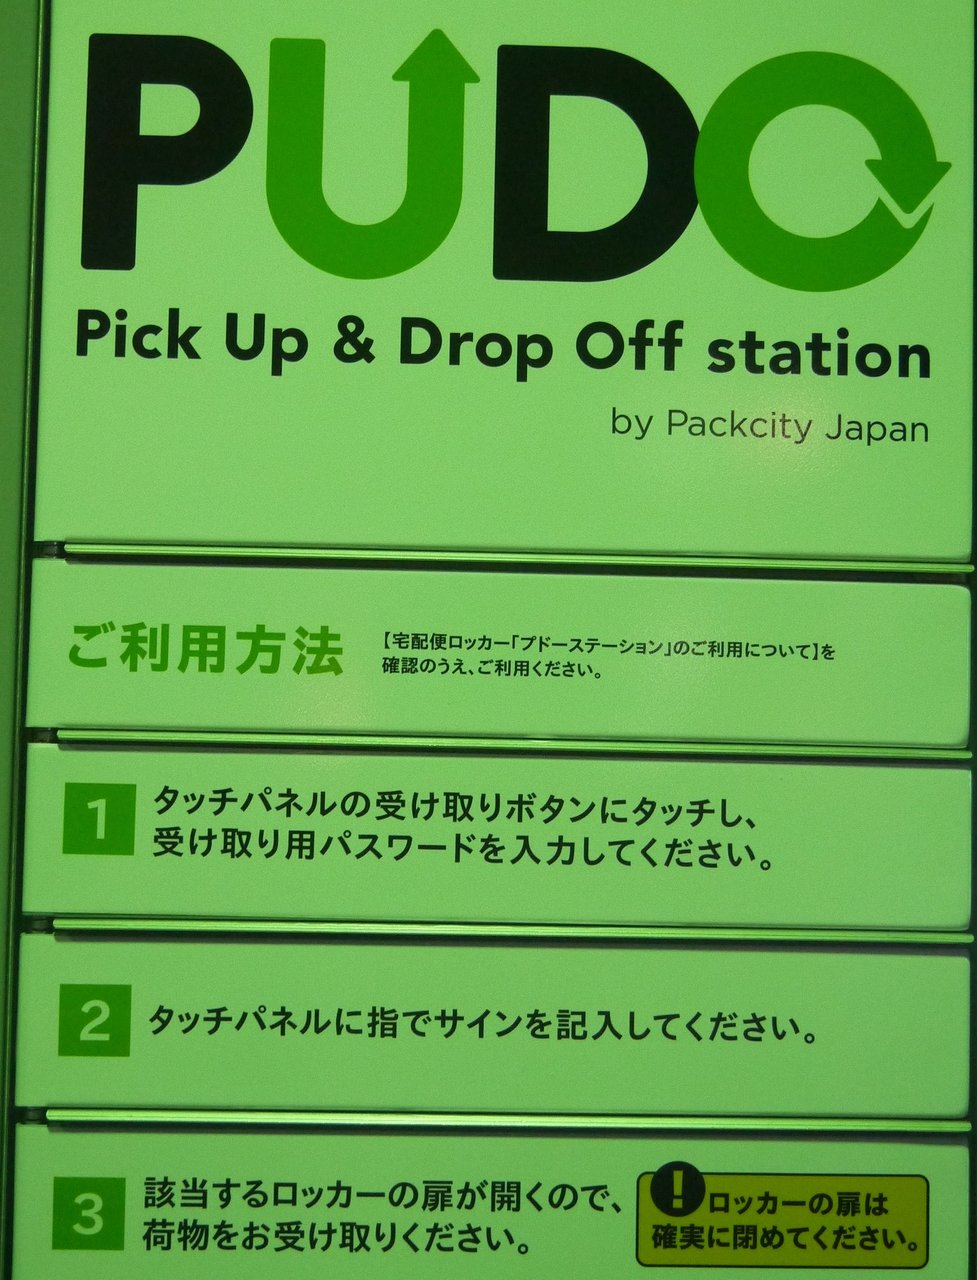 PUDO
Pick Up & Drop Off station
by Packcity Japan
ご利用方法
【宅配便ロッカー「プドーステーション」のご利用について】を
確認のうえ、ご利用ください。
1
タッチパネルの受け取りボタンにタッチし、
受け取り用パスワードを入力してください。
2
タッチパネルに指でサインを記入してください。
3
該当するロッカーの扉が開くので、
荷物をお受け取りください。
!
ロッカーの扉は
確実に閉めてください。